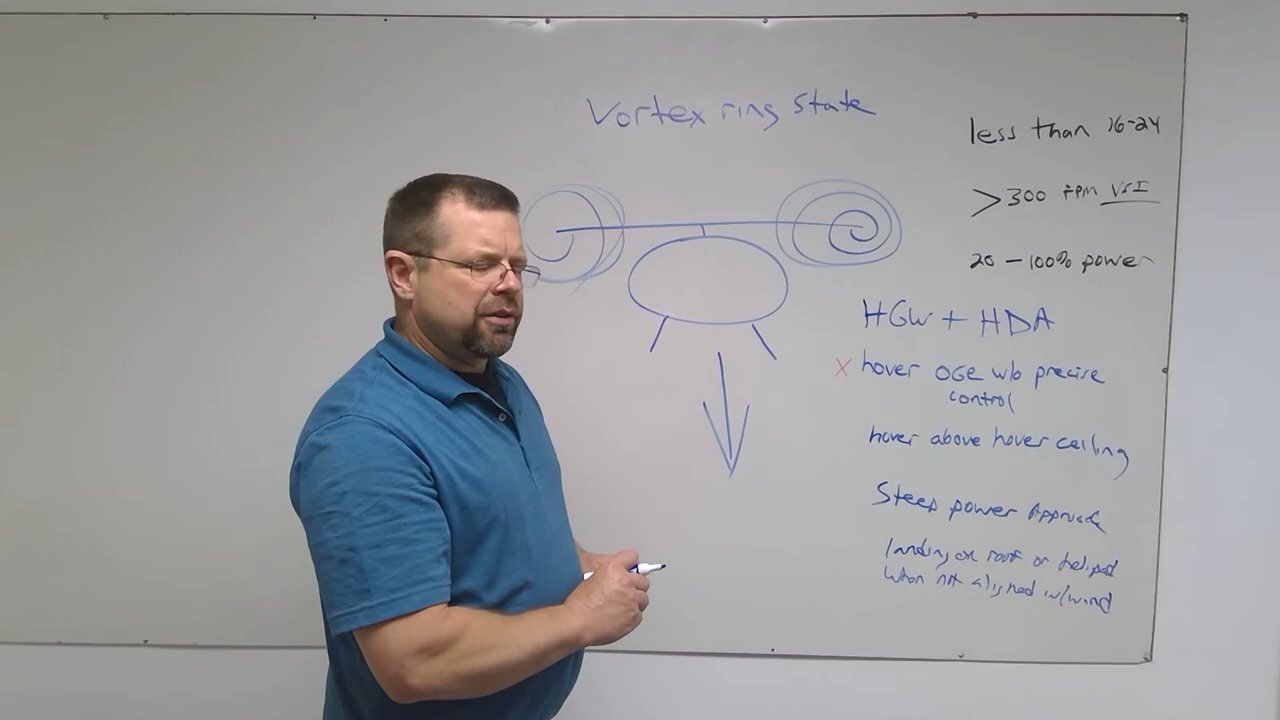 Vortex ring state
less than 16-24
>300 fpm VSI
20 - 100% power
HGW + HDA
x hover OGE w/o precise
control
hover above hover ceiling
Steep power Approach
landing on roof or helipad
when not aligned w/wind